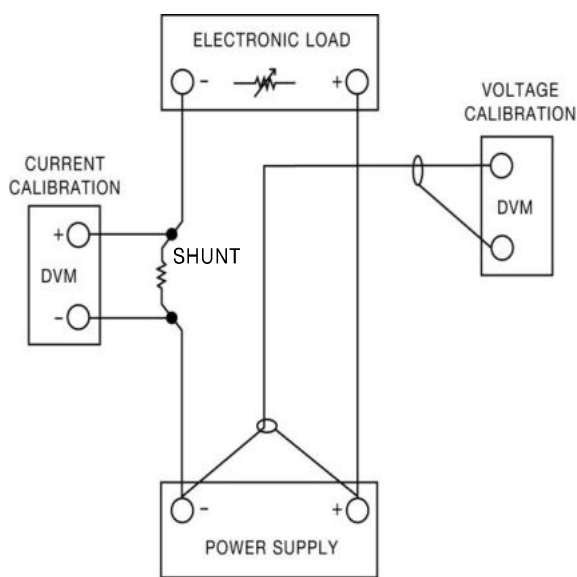 ELECTRONIC LOAD
- +
VOLTAGE
CALIBRATION
CURRENT
CALIBRATION
+
DVM
-
SHUNT
DVM
- +
POWER SUPPLY